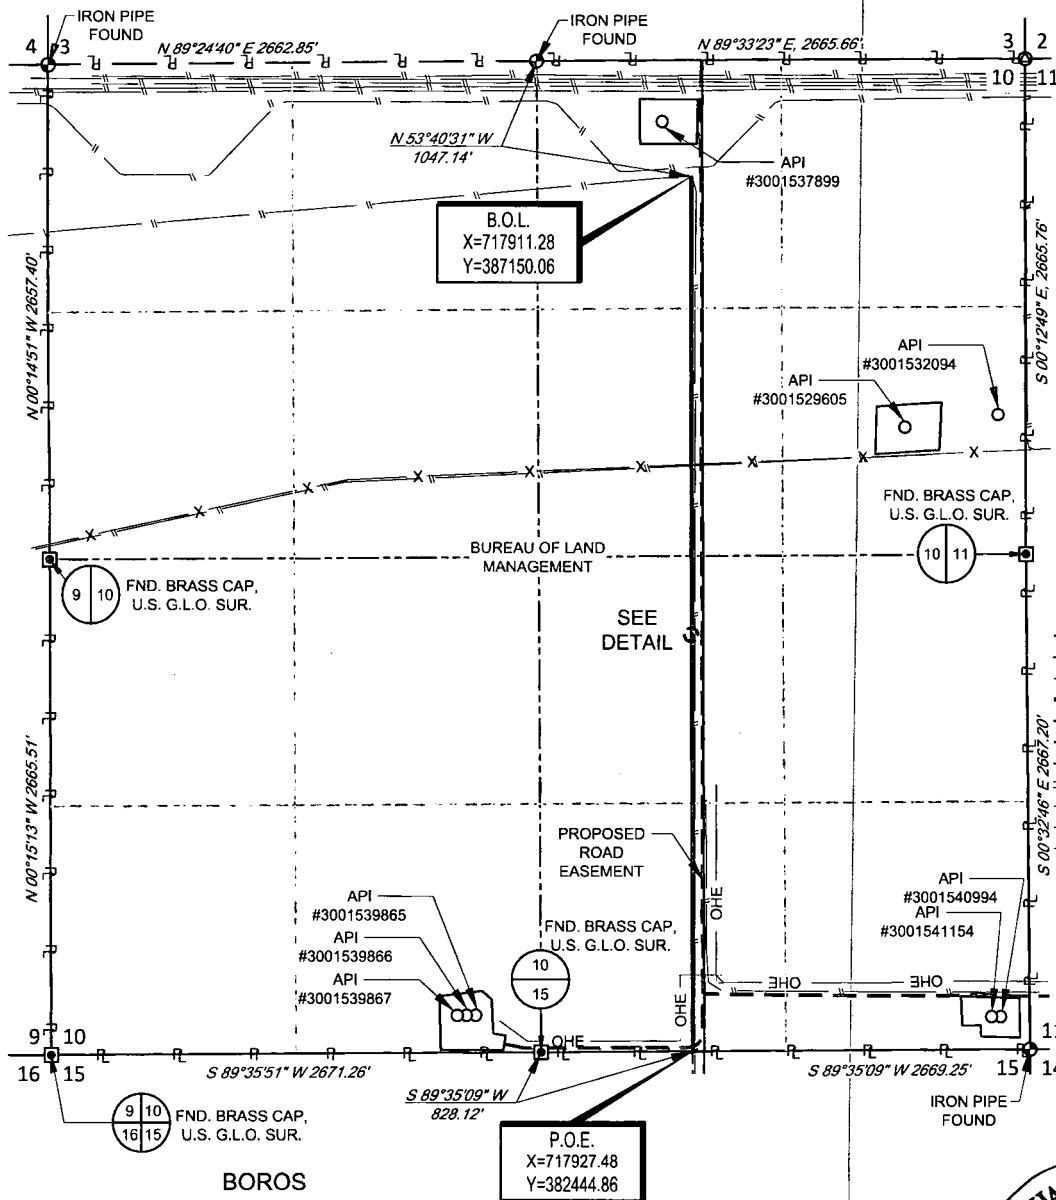 IRON PIPE
FOUND
IRON PIPE
FOUND
4 3
N 89°24'40" E 2662.85'
N 89°33'23" E, 2665.66'
3 2
10 11
N 53°40'31" W
1047.14'
API
#3001537899
B.O.L.
X=717911.28
Y=387150.06
N 00°14'51" W 2657.40'
S 00°12'49" E, 2665.76'
API
#3001532094
API
#3001529605
X X X X X X X X X
FND. BRASS CAP,
U.S. G.L.O. SUR.
10 11
BUREAU OF LAND
MANAGEMENT
9 10
FND. BRASS CAP,
U.S. G.L.O. SUR.
SEE
DETAIL
N 00°15'13" W 2665.51'
S 00°32'46" E 2667.20'
PROPOSED
ROAD
EASEMENT
OHE
API
#3001539865
API
#3001539866
API
#3001539867
FND. BRASS CAP,
U.S. G.L.O. SUR.
10
15
API
#3001540994
API
#3001541154
OHE OHE
OHE
OHE
9 10
16 15
S 89°35'51" W 2671.26'
S 89°35'09" W
828.12'
S 89°35'09" W 2669.25'
11
15 14
IRON PIPE
FOUND
9 10
16 15
FND. BRASS CAP,
U.S. G.L.O. SUR.
P.O.E.
X=717927.48
Y=382444.86
BOROS